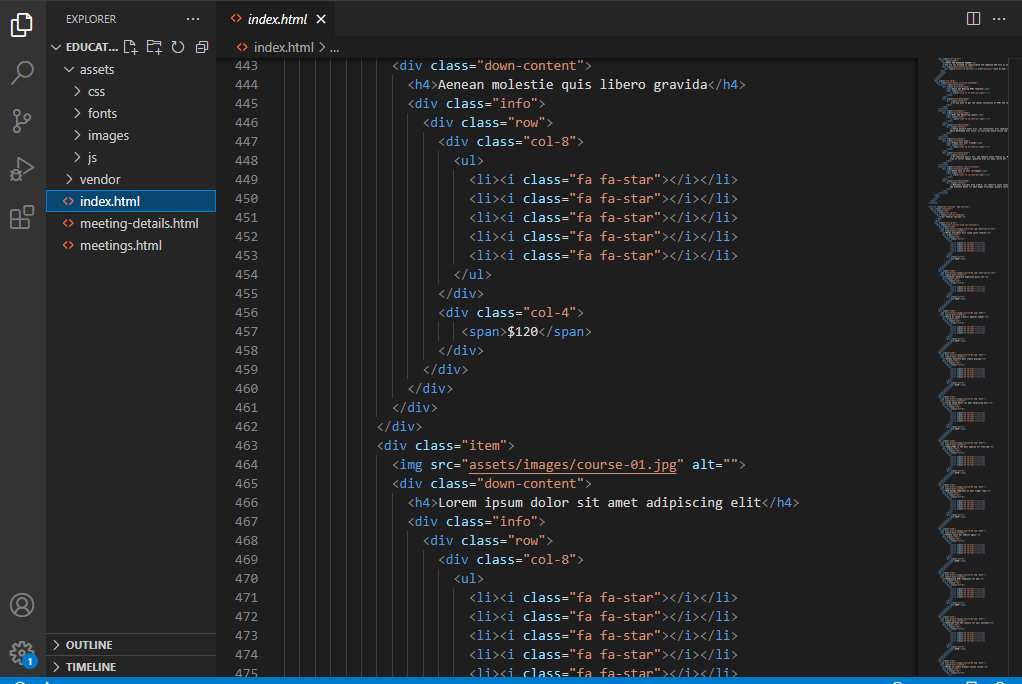 EXPLORER
EDUCAT...
assets
css
fonts
images
js
vendor
index.html
meeting-details.html
meetings.html
OUTLINE
TIMELINE
1
index.html
index.html > ...
443 <div class="down-content">
444 <h4>Aenean molestie quis libero gravida</h4>
445 <div class="info">
446 <div class="row">
447 <div class="col-8">
448 <ul>
449 <li><i class="fa fa-star"></i></li>
450 <li><i class="fa fa-star"></i></li>
451 <li><i class="fa fa-star"></i></li>
452 <li><i class="fa fa-star"></i></li>
453 <li><i class="fa fa-star"></i></li>
454 </ul>
455 </div>
456 <div class="col-4">
457 <span>$120</span>
458 </div>
459 </div>
460 </div>
461 </div>
462 </div>
463 <div class="item">
464 <img src="assets/images/course-01.jpg" alt="">
465 <div class="down-content">
466 <h4>Lorem ipsum dolor sit amet adipiscing elit</h4>
467 <div class="info">
468 <div class="row">
469 <div class="col-8">
470 <ul>
471 <li><i class="fa fa-star"></i></li>
472 <li><i class="fa fa-star"></i></li>
473 <li><i class="fa fa-star"></i></li>
474 <li><i class="fa fa-star"></i></li>
475 <li><i class="fa fa-star"></i></li>